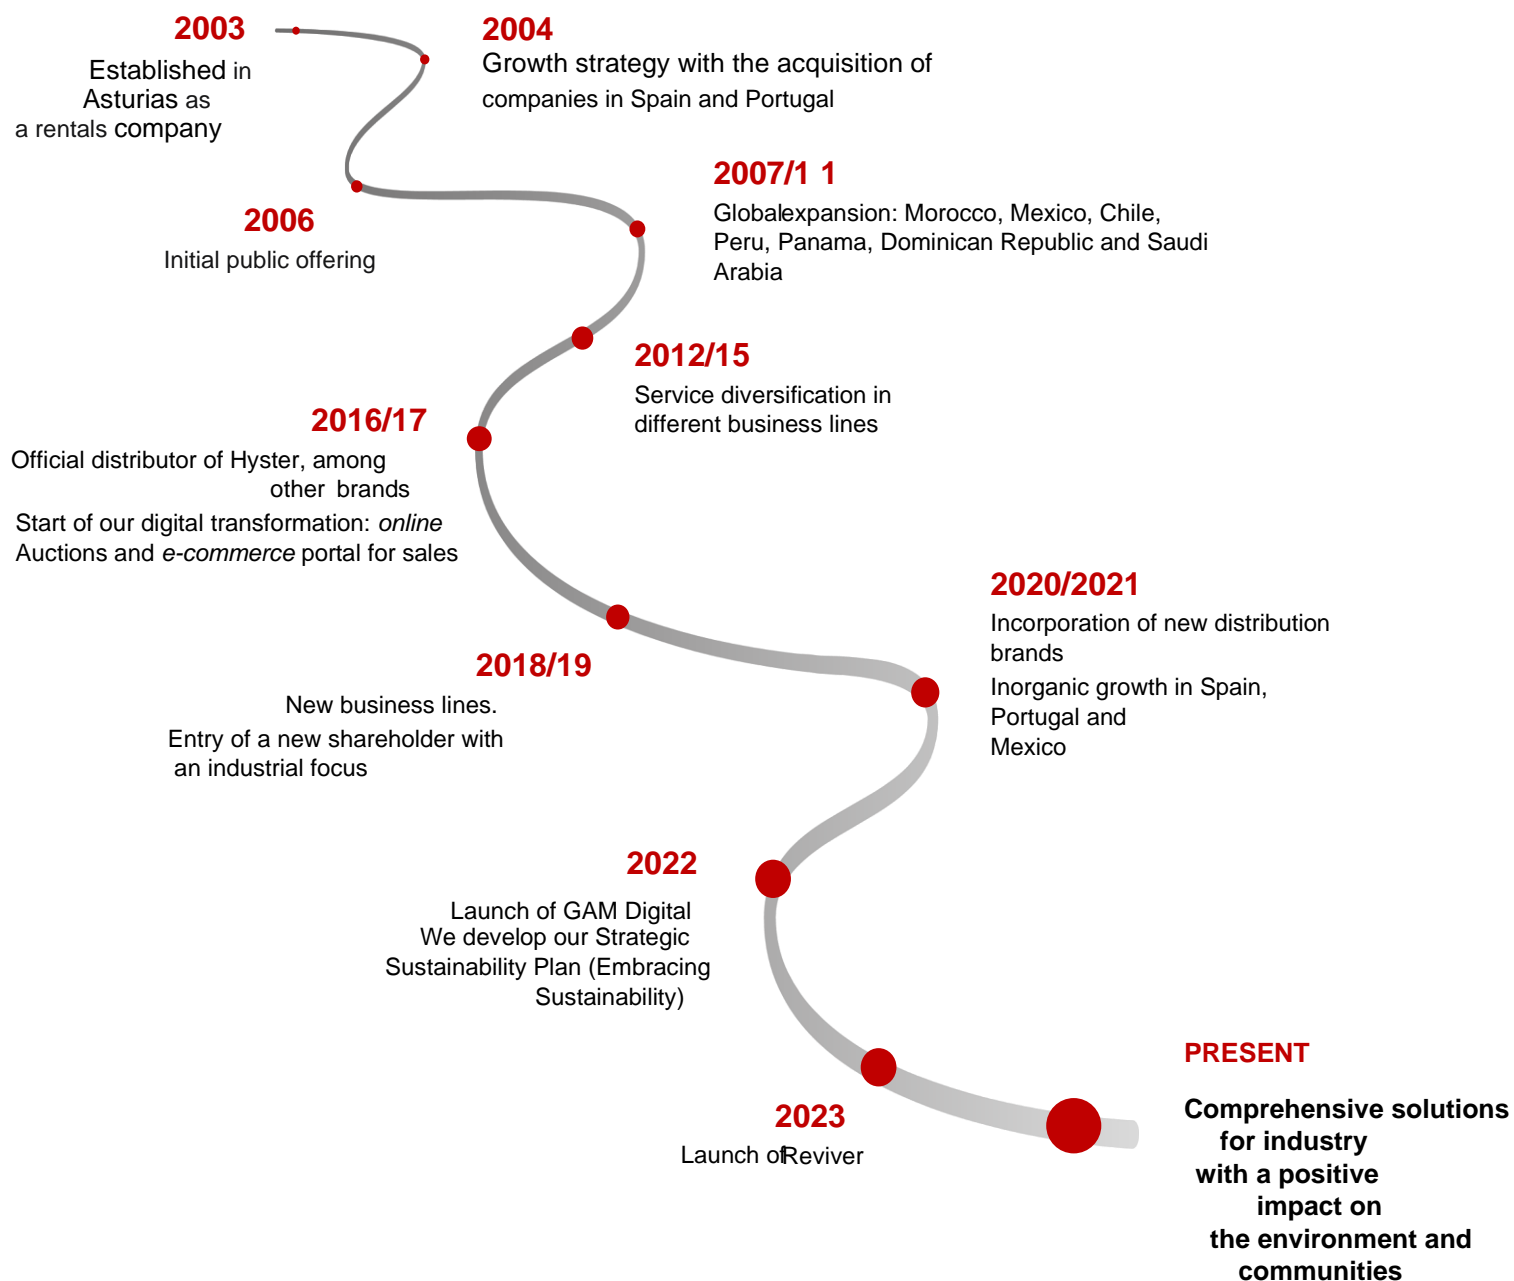 2003
Established in
Asturias as
a rentals company
2004
Growth strategy with the acquisition of
companies in Spain and Portugal
2006
Initial public offering
2007/1 1
Globalexpansion: Morocco, Mexico, Chile,
Peru, Panama, Dominican Republic and Saudi
Arabia
2012/15
Service diversification in
different business lines
2016/17
Official distributor of Hyster, among
other brands
Start of our digital transformation: online
Auctions and e-commerce portal for sales
2018/19
New business lines.
Entry of a new shareholder with
an industrial focus
2020/2021
Incorporation of new distribution
brands
Inorganic growth in Spain,
Portugal and
Mexico
2022
Launch of GAM Digital
We develop our Strategic
Sustainability Plan (Embracing
Sustainability)
2023
Launch ofReviver
PRESENT
Comprehensive solutions
for industry
with a positive
impact on
the environment and
communities